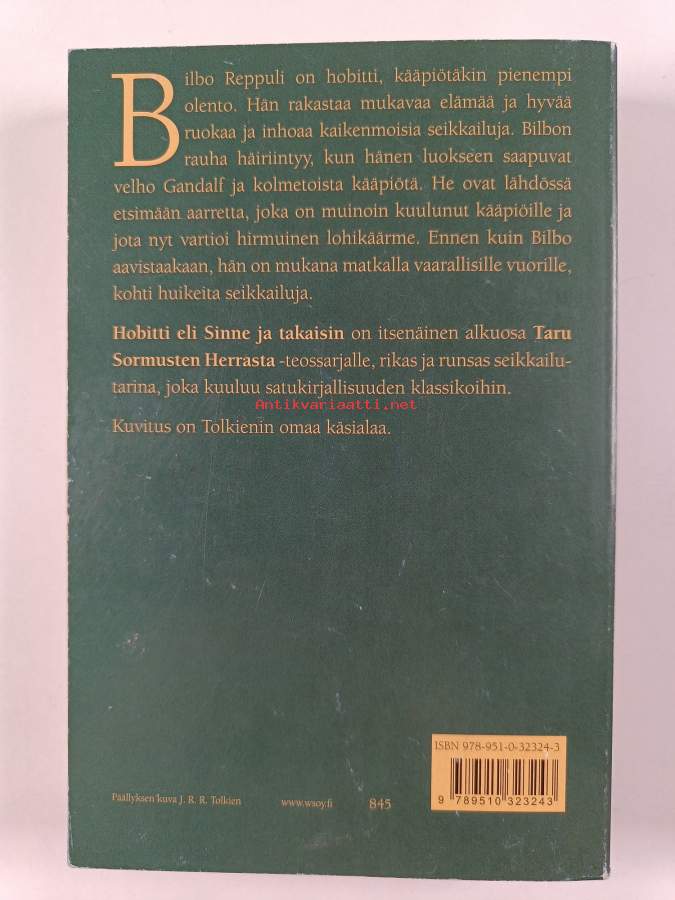 Bilbo Reppuli on hobitti, kääpiötäkin pienempi
olento. Hän rakastaa mukavaa elämää ja hyvää
ruokaa ja inhoaa kaikenmoisia seikkailuja. Bilbon
rauha häiriintyy, kun hänen luokseen saapuvat
velho Gandalf ja kolmetoista kääpiötä. He ovat lähdössä
etsimään aarretta, joka on muinoin kuulunut kääpiöille ja
jota nyt vartioi hirmuinen lohikäärme. Ennen kuin Bilbo
aavistaakaan, hän on mukana matkalla vaarallisille vuorille,
kohti huikeita seikkailuja.
Hobitti eli Sinne ja takaisin on itsenäinen alkuosa Taru
Sormusten Herrasta -teossarjalle, rikas ja runsas seikkailu-
tarina, joka kuuluu satukirjallisuuden klassikoihin.
Antikvariaatti.net
Kuvitus on Tolkienin omaa käsialaa.
ISBN 978-951-0-32324-3
9 789510 323243
Päällyksen kuva J. R. R. Tolkien www.wsoy.fi 845